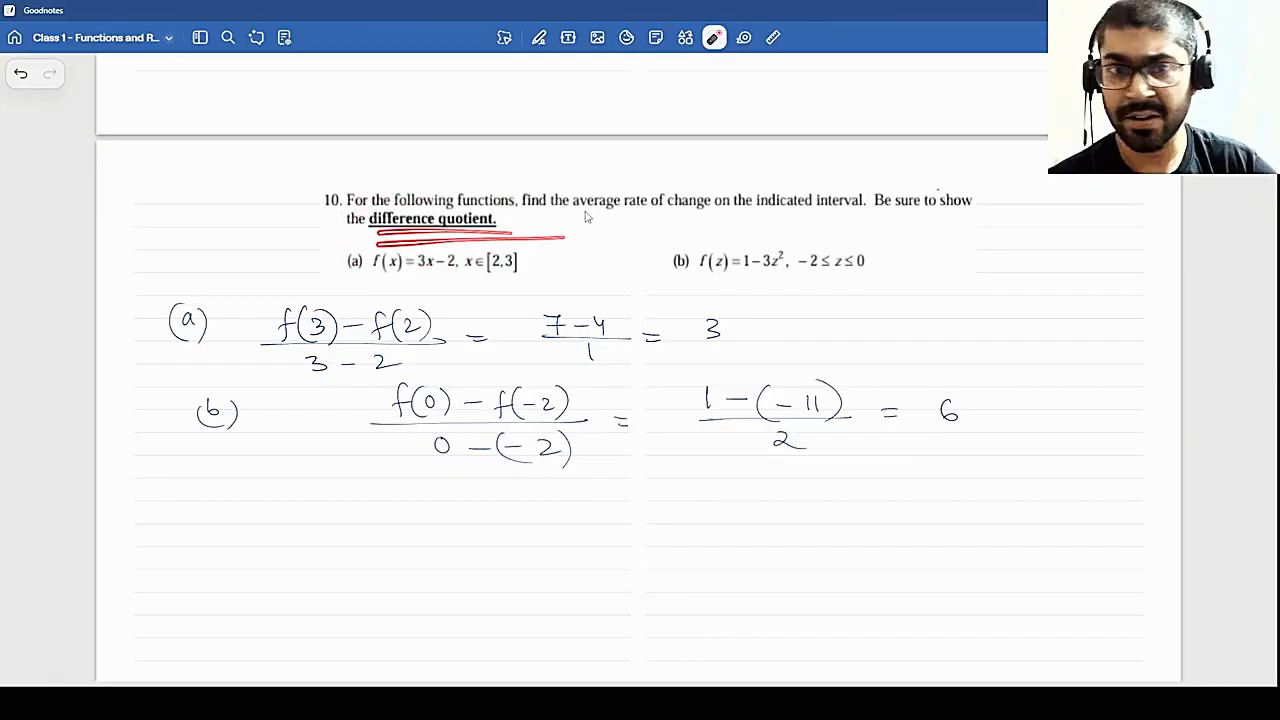 Goodnotes
Class 1 - Functions and R...
10. For the following functions, find the average rate of change on the indicated interval. Be sure to show
the difference quotient.
(a) f(x)=3x−2, x∈[2,3]
(b) f(z)=1−3z², −2≤z≤0
(a) f(3)−f(2) / 3−2 = 7−4 / 1 = 3
(b) f(0)−f(−2) / 0−(−2) = 1−(−11) / 2 = 6